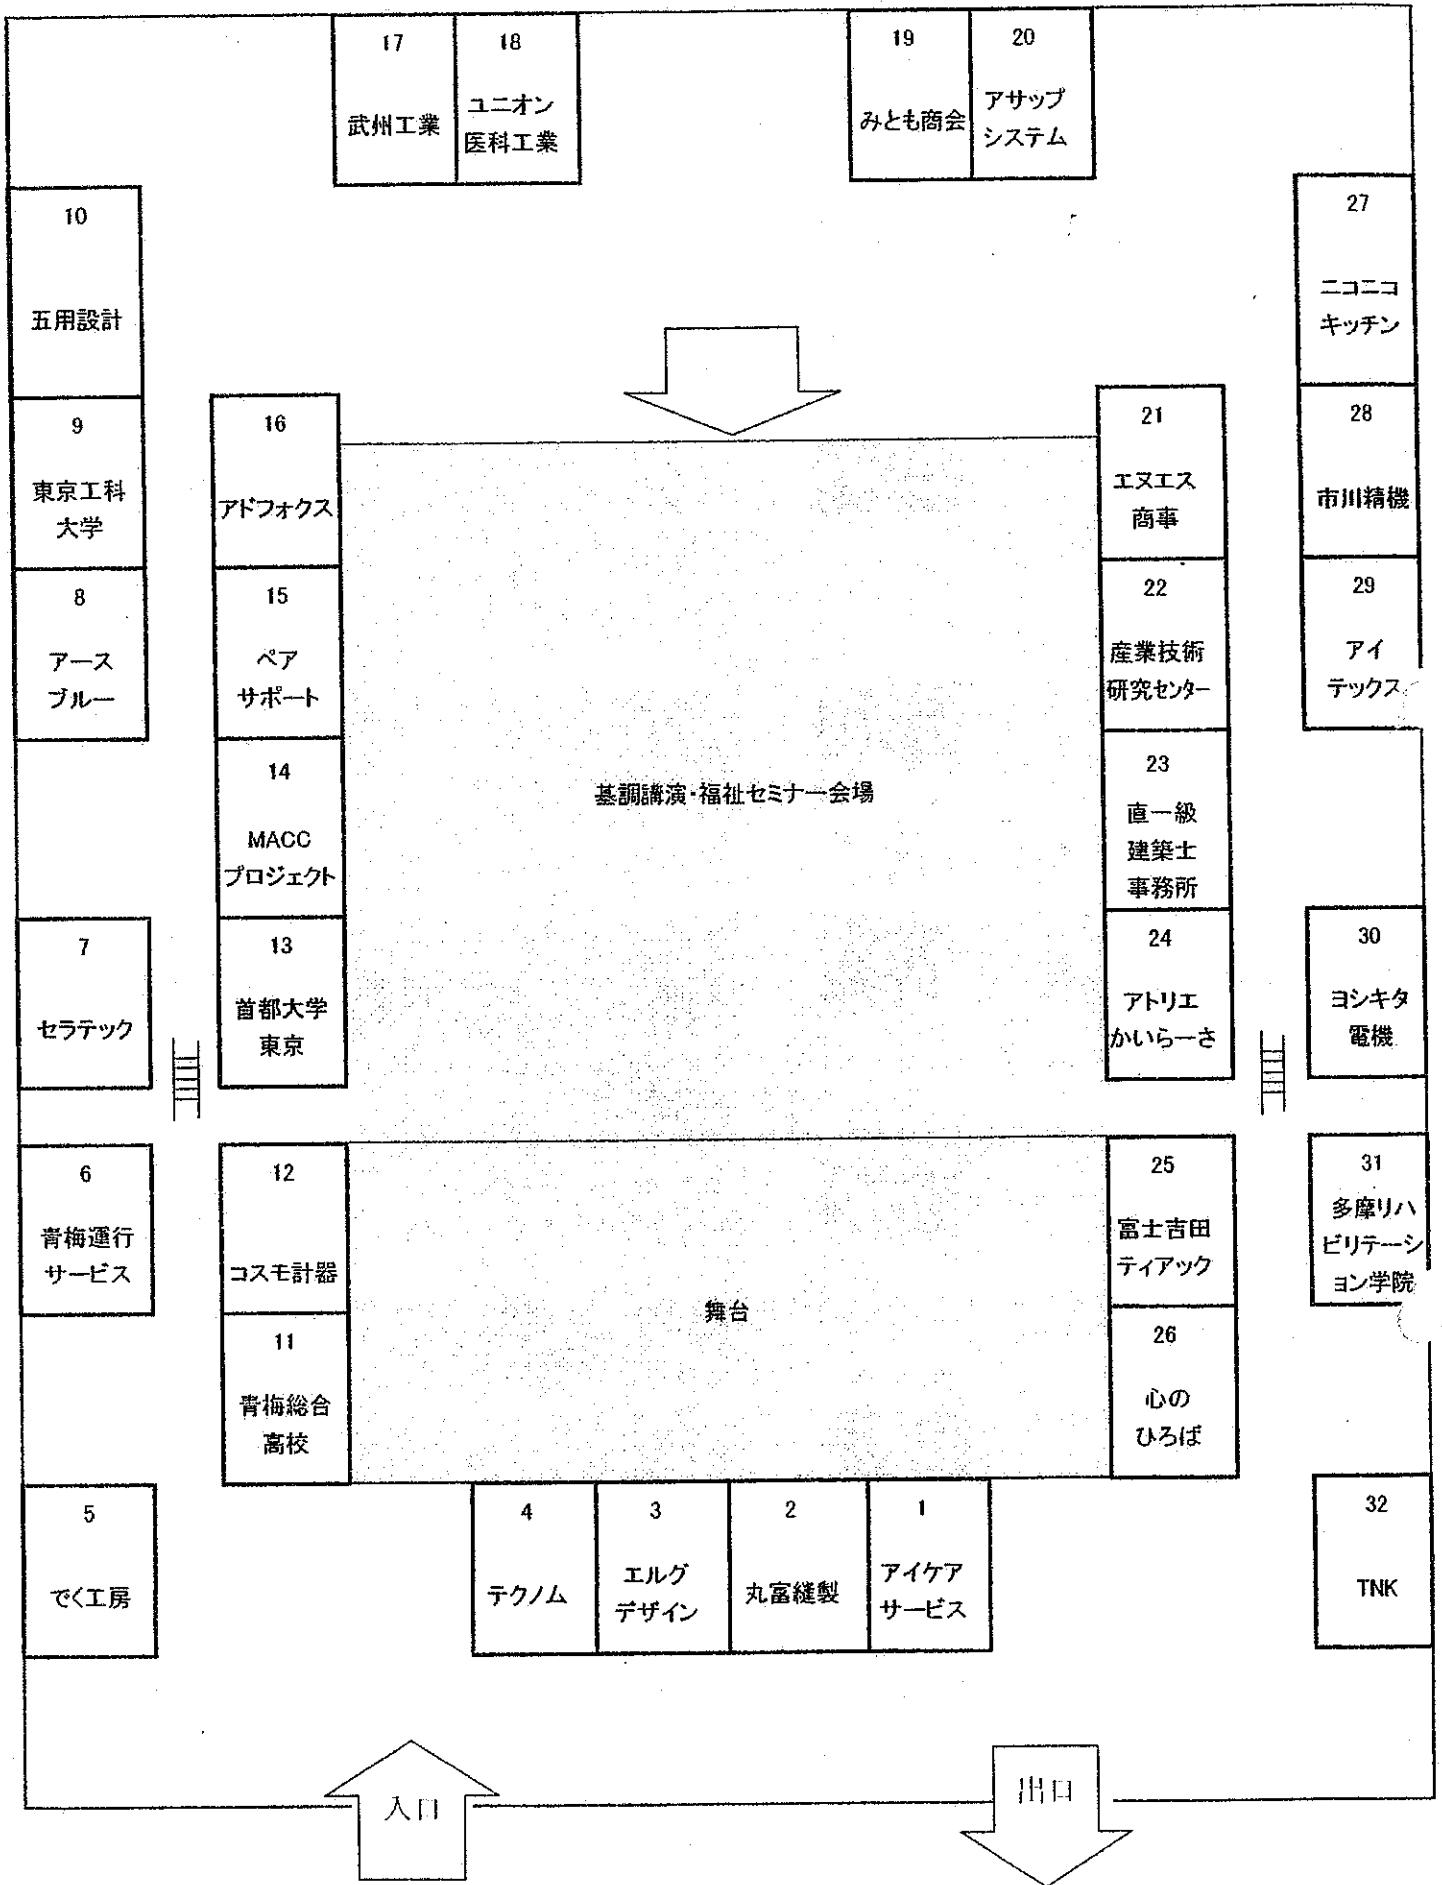 17
武州工業
18
ユニオン
医科工業
19
みとも商会
20
アサップ
システム
10
五用設計
27
ニコニコ
キッチン
9
東京工科
大学
16
アドフォクス
21
エヌエス
商事
28
市川精機
8
アース
ブルー
15
ペア
サポート
22
産業技術
研究センター
29
アイ
テックス
14
MACC
プロジェクト
基調講演・福祉セミナー会場
23
直一級
建築士
事務所
7
セラテック
13
首都大学
東京
24
アトリエ
かいらーさ
30
ヨシキタ
電機
6
青梅運行
サービス
12
コスモ計器
25
富士吉田
ティアック
31
多摩リハ
ビリテーシ
ョン学院
11
青梅総合
高校
舞台
26
心の
ひろば
5
でく工房
4
テクノム
3
エルグ
デザイン
2
丸富縫製
1
アイケア
サービス
32
TNK
入口
出口